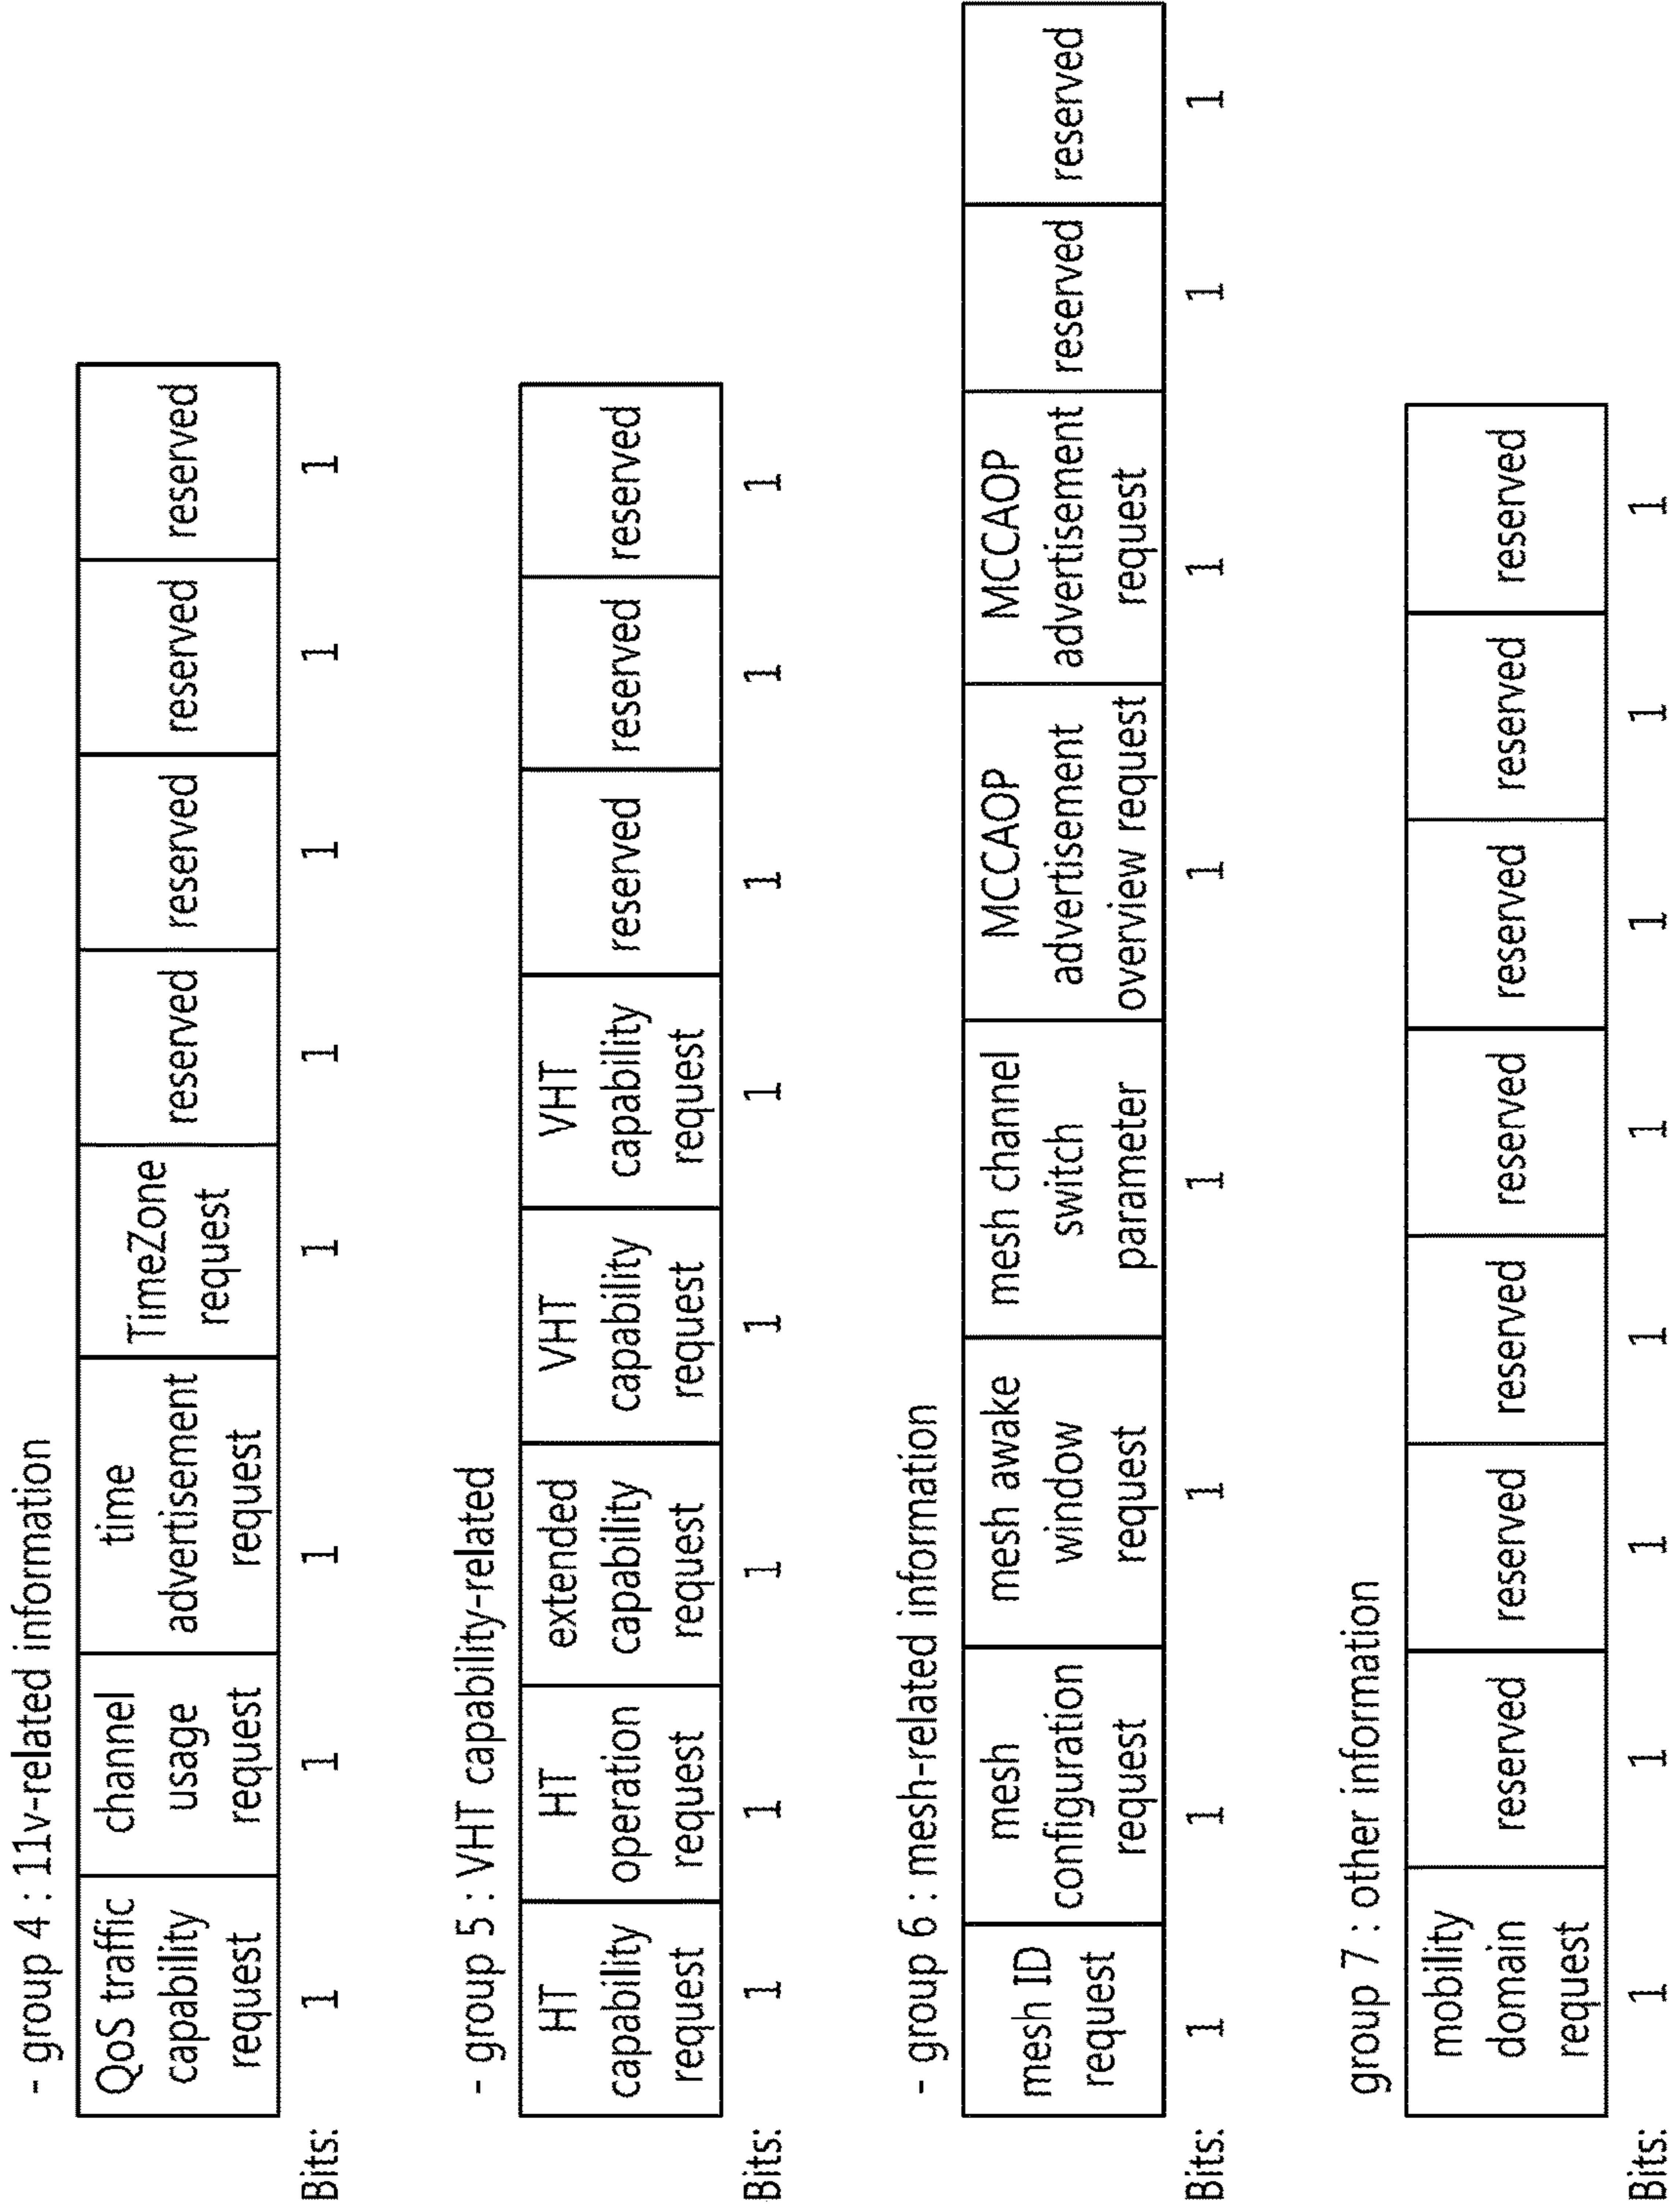 - group 4 : 11v-related information
QoS traffic
capability
request
channel
usage
request
time
advertisement
request
TimeZone
request
reserved
reserved
reserved
reserved
Bits:
1
1
1
1
1
1
1
1
- group 5 : VHT capability-related
HT
capability
request
HT
operation
request
extended
capability
request
VHT
capability
request
VHT
capability
request
reserved
reserved
reserved
Bits:
1
1
1
1
1
1
1
1
- group 6 : mesh-related information
mesh ID
request
mesh
configuration
request
mesh awake
window
request
mesh channel
switch
parameter
MCCAOP
advertisement
overview request
MCCAOP
advertisement
request
reserved
reserved
Bits:
1
1
1
1
1
1
1
1
group 7 : other information
mobility
domain
request
reserved
reserved
reserved
reserved
reserved
reserved
reserved
Bits:
1
1
1
1
1
1
1
1